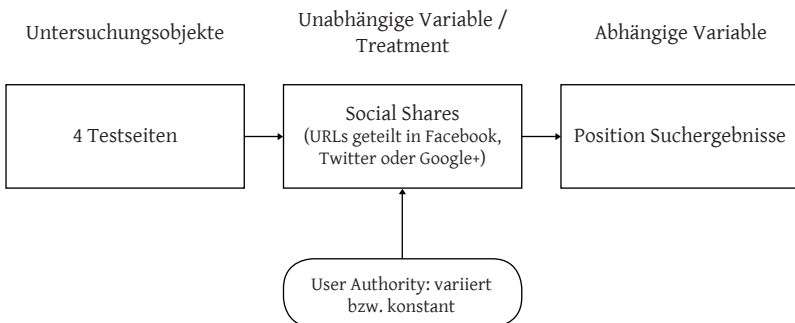 Untersuchungsobjekte
Unabhängige Variable /
Treatment
Abhängige Variable
4 Testseiten
Social Shares
(URLs geteilt in Facebook,
Twitter oder Google+)
Position Suchergebnisse
User Authority: variiert
bzw. konstant